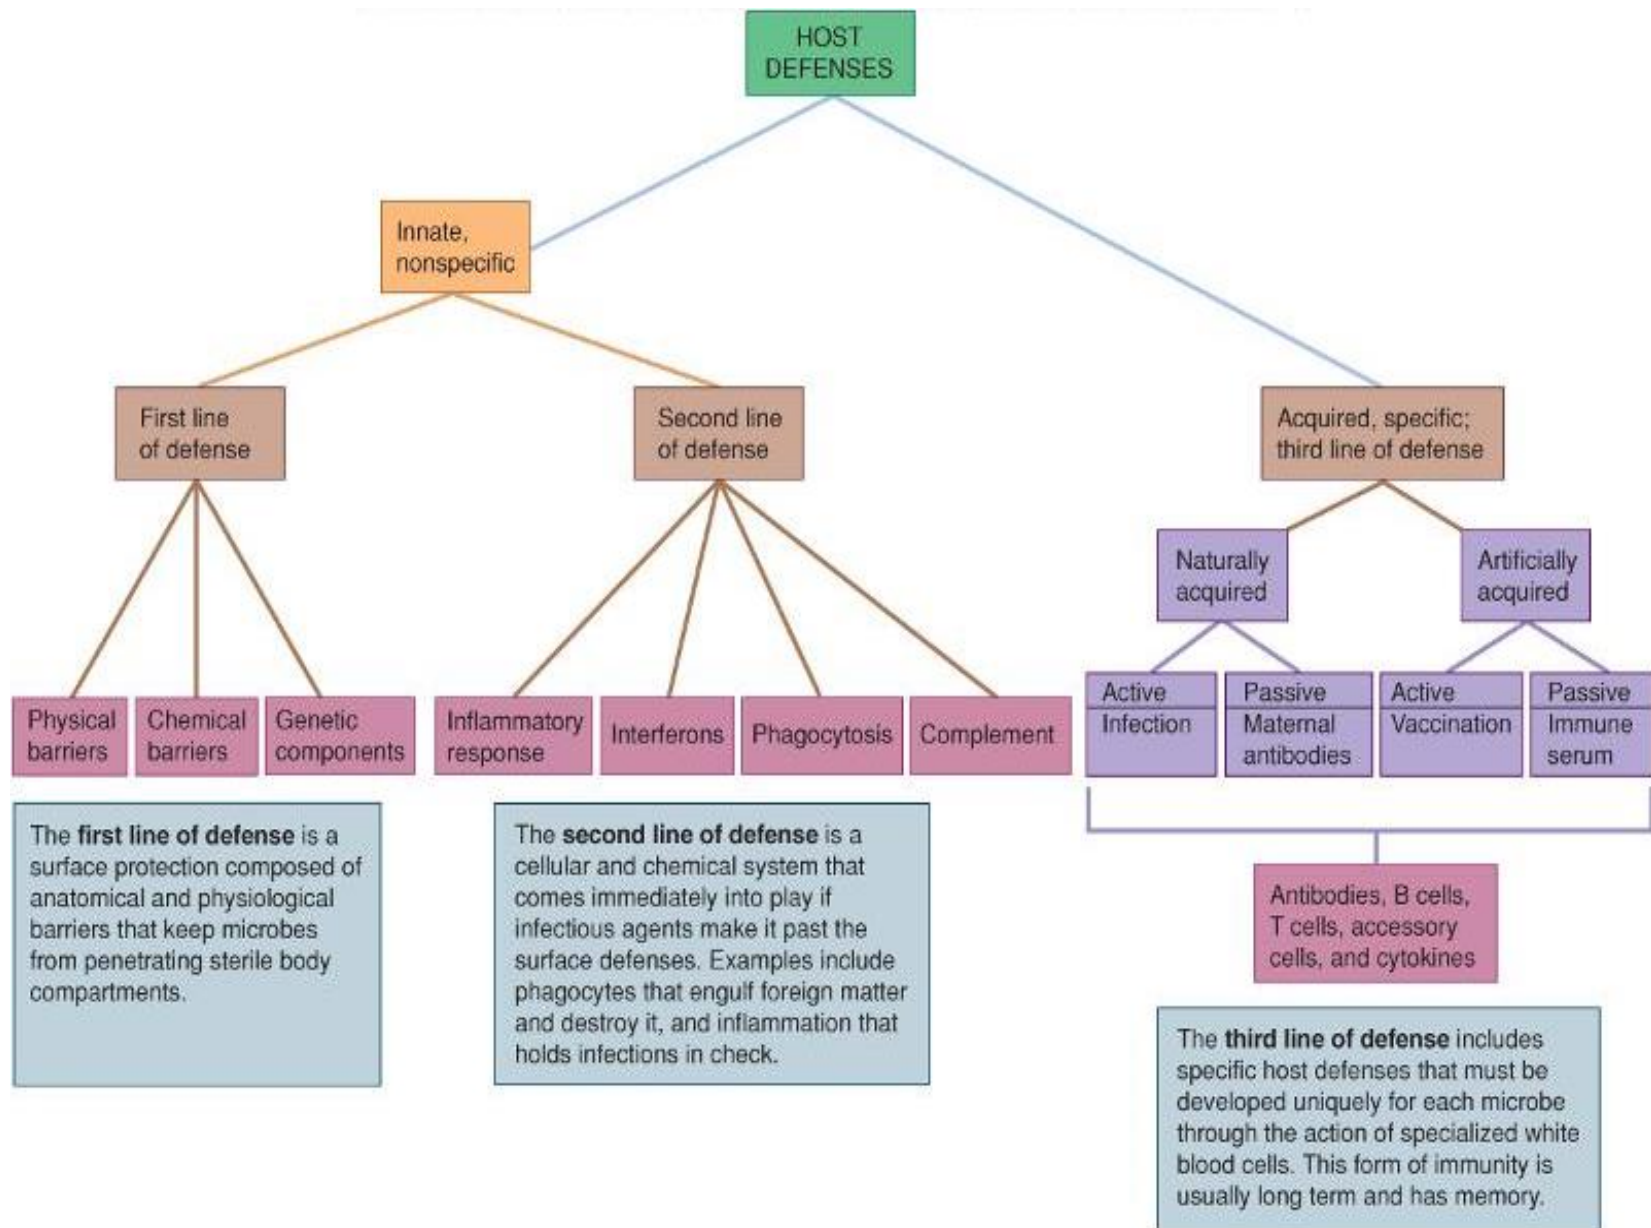 HOST
DEFENSES
Innate,
nonspecific
First line
of defense
Second line
of defense
Acquired, specific;
third line of defense
Naturally
acquired
Artificially
acquired
Physical
barriers
Chemical
barriers
Genetic
components
Inflammatory
response
Interferons
Phagocytosis
Complement
Active
Infection
Passive
Maternal
antibodies
Active
Vaccination
Passive
Immune
serum
The first line of defense is a
surface protection composed of
anatomical and physiological
barriers that keep microbes
from penetrating sterile body
compartments.
The second line of defense is a
cellular and chemical system that
comes immediately into play if
infectious agents make it past the
surface defenses. Examples include
phagocytes that engulf foreign matter
and destroy it, and inflammation that
holds infections in check.
Antibodies, B cells,
T cells, accessory
cells, and cytokines
The third line of defense includes
specific host defenses that must be
developed uniquely for each microbe
through the action of specialized white
blood cells. This form of immunity is
usually long term and has memory.